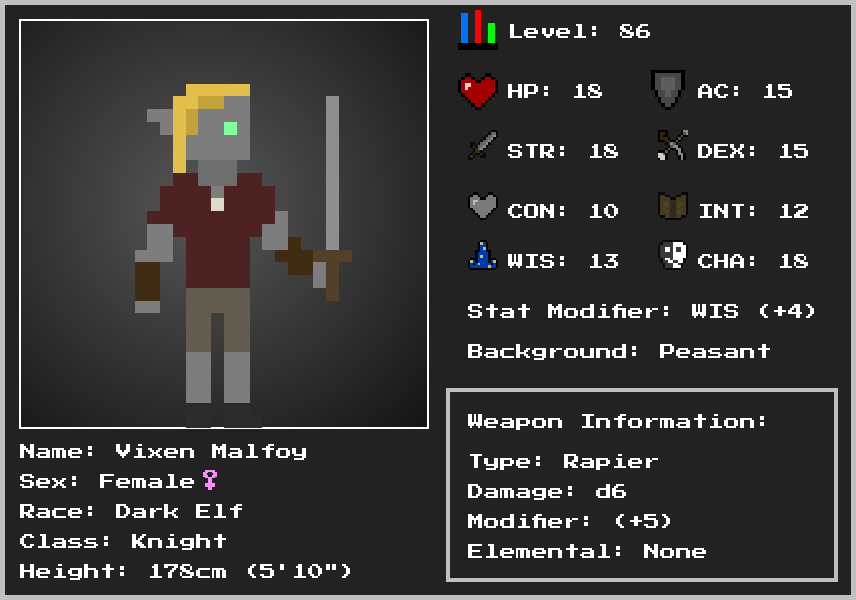 Level: 86
HP: 18 AC: 15
STR: 18 DEX: 15
CON: 10 INT: 12
WIS: 13 CHA: 18
Stat Modifier: WIS (+4)
Background: Peasant
Weapon Information:
Type: Rapier
Damage: d6
Modifier: (+5)
Elemental: None
Name: Vixen Malfoy
Sex: Female♀
Race: Dark Elf
Class: Knight
Height: 178cm (5'10")